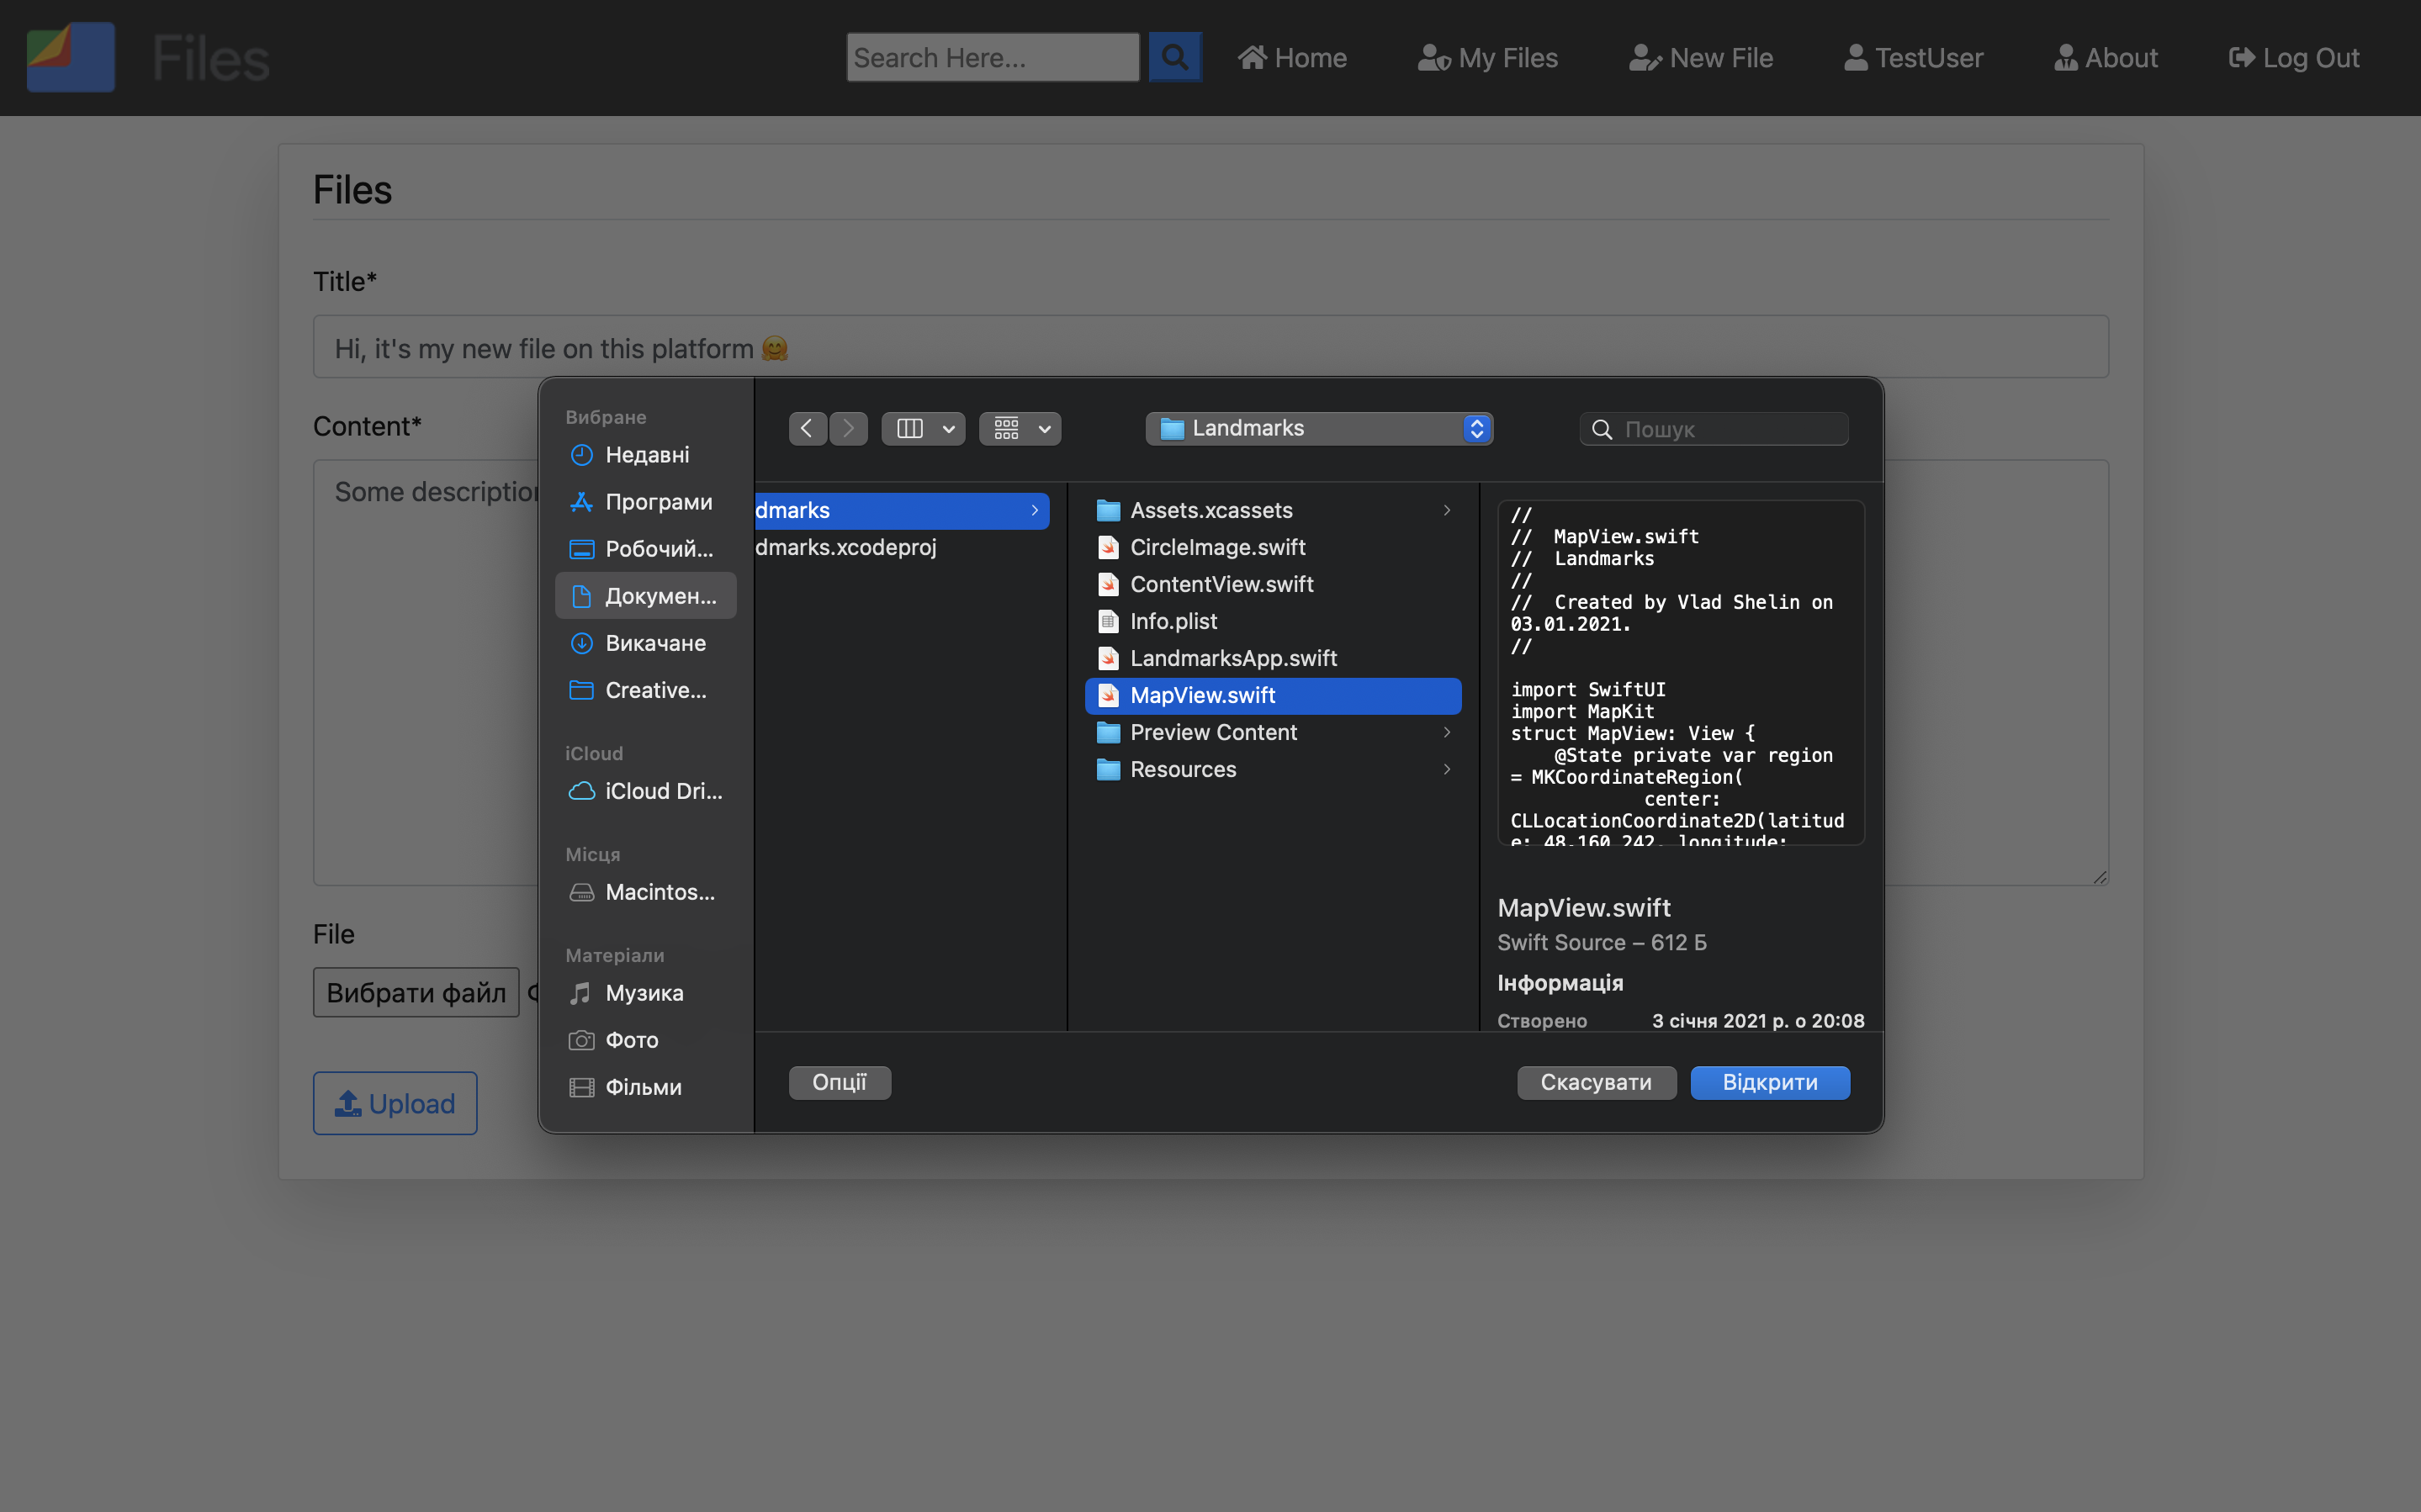 Files
Search Here...
Home
My Files
New File
TestUser
About
Log Out
Files
Title*
Hi, it's my new file on this platform 🤗
Content*
Some description
File
Вибрати файл
Upload
Вибране
Недавні
Програми
Робочий...
Докумен...
Викачане
Creative...
iCloud
iCloud Dri...
Місця
Macintos...
Матеріали
Музика
Фото
Фільми
Landmarks
Пошук
dmarks
dmarks.xcodeproj
Assets.xcassets
CircleImage.swift
ContentView.swift
Info.plist
LandmarksApp.swift
MapView.swift
Preview Content
Resources
//
//  MapView.swift
//  Landmarks
//
//  Created by Vlad Shelin on
03.01.2021.
//
import SwiftUI
import MapKit
struct MapView: View {
@State private var region
= MKCoordinateRegion(
center:
CLLocationCoordinate2D(latitud
e: 48.160_242, longitude:
MapView.swift
Swift Source – 612 Б
Інформація
Створено 3 січня 2021 р. о 20:08
Опції
Скасувати
Відкрити